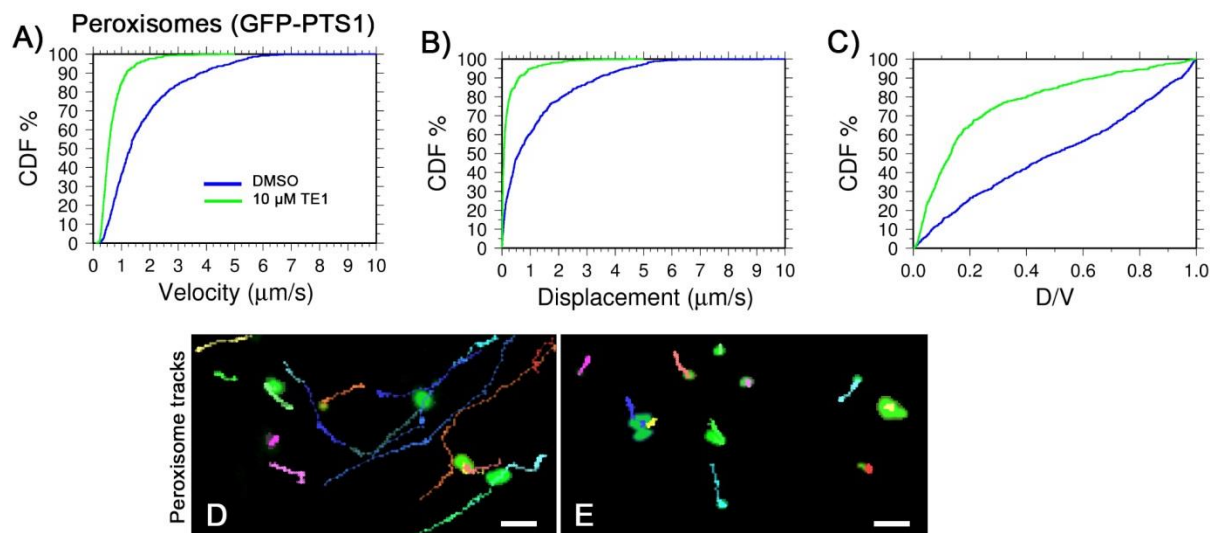 Peroxisomes (GFP-PTS1)
A)
B)
C)
100
90
80
70
60
50
40
30
20
10
0
CDF %
DMSO
10 µM TE1
0 1 2 3 4 5 6 7 8 9 10
Velocity (µm/s)
100
90
80
70
60
50
40
30
20
10
0
CDF %
0 1 2 3 4 5 6 7 8 9 10
Displacement (µm/s)
100
90
80
70
60
50
40
30
20
10
0
CDF %
0.0 0.2 0.4 0.6 0.8 1.0
D/V
Peroxisome tracks
D
E